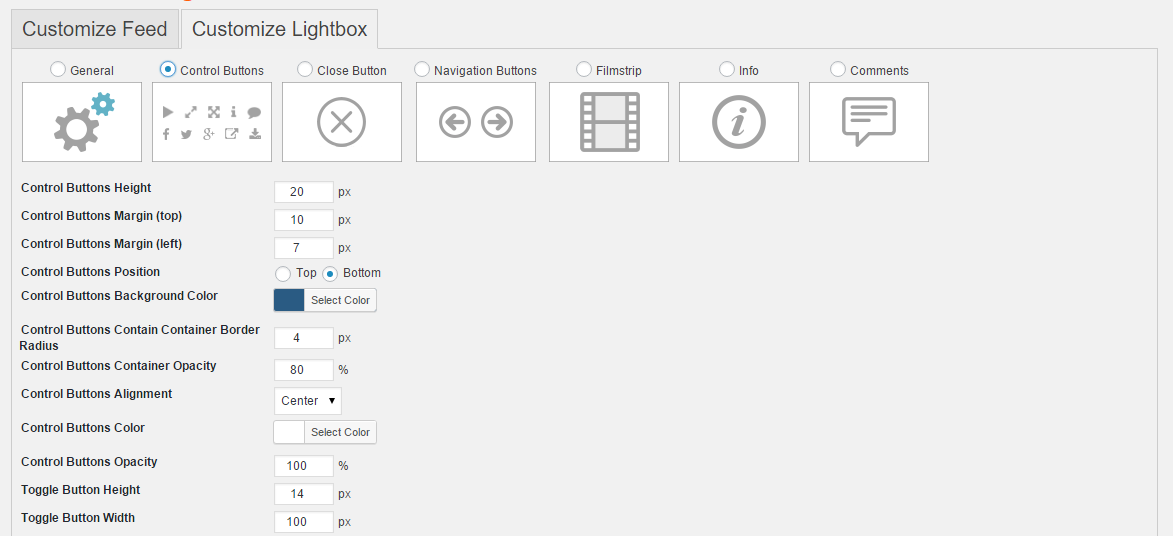 Customize Feed Customize Lightbox
General Control Buttons Close Button Navigation Buttons Filmstrip Info Comments
Control Buttons Height 20 px
Control Buttons Margin (top) 10 px
Control Buttons Margin (left) 7 px
Control Buttons Position Top Bottom
Control Buttons Background Color Select Color
Control Buttons Contain Container Border
Radius 4 px
Control Buttons Container Opacity 80 %
Control Buttons Alignment Center
Control Buttons Color Select Color
Control Buttons Opacity 100 %
Toggle Button Height 14 px
Toggle Button Width 100 px